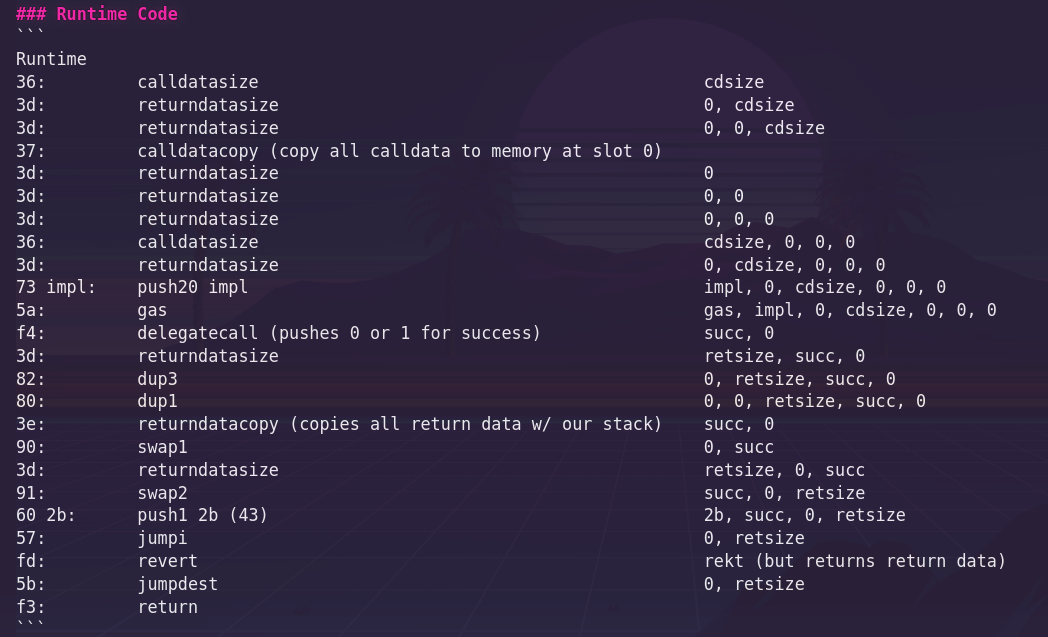 ### Runtime Code
```
Runtime
36: calldatasize cdsize
3d: returndatasize 0, cdsize
3d: returndatasize 0, 0, cdsize
37: calldatacopy (copy all calldata to memory at slot 0)
3d: returndatasize 0
3d: returndatasize 0, 0
3d: returndatasize 0, 0, 0
36: calldatasize cdsize, 0, 0, 0
3d: returndatasize 0, cdsize, 0, 0, 0
73 impl: push20 impl impl, 0, cdsize, 0, 0, 0
5a: gas gas, impl, 0, cdsize, 0, 0, 0
f4: delegatecall (pushes 0 or 1 for success) succ, 0
3d: returndatasize retsize, succ, 0
82: dup3 0, retsize, succ, 0
80: dup1 0, 0, retsize, succ, 0
3e: returndatacopy (copies all return data w/ our stack) succ, 0
90: swap1 0, succ
3d: returndatasize retsize, 0, succ
91: swap2 succ, 0, retsize
60 2b: push1 2b (43) 2b, succ, 0, retsize
57: jumpi 0, retsize
fd: revert rekt (but returns return data)
5b: jumpdest 0, retsize
f3: return
```